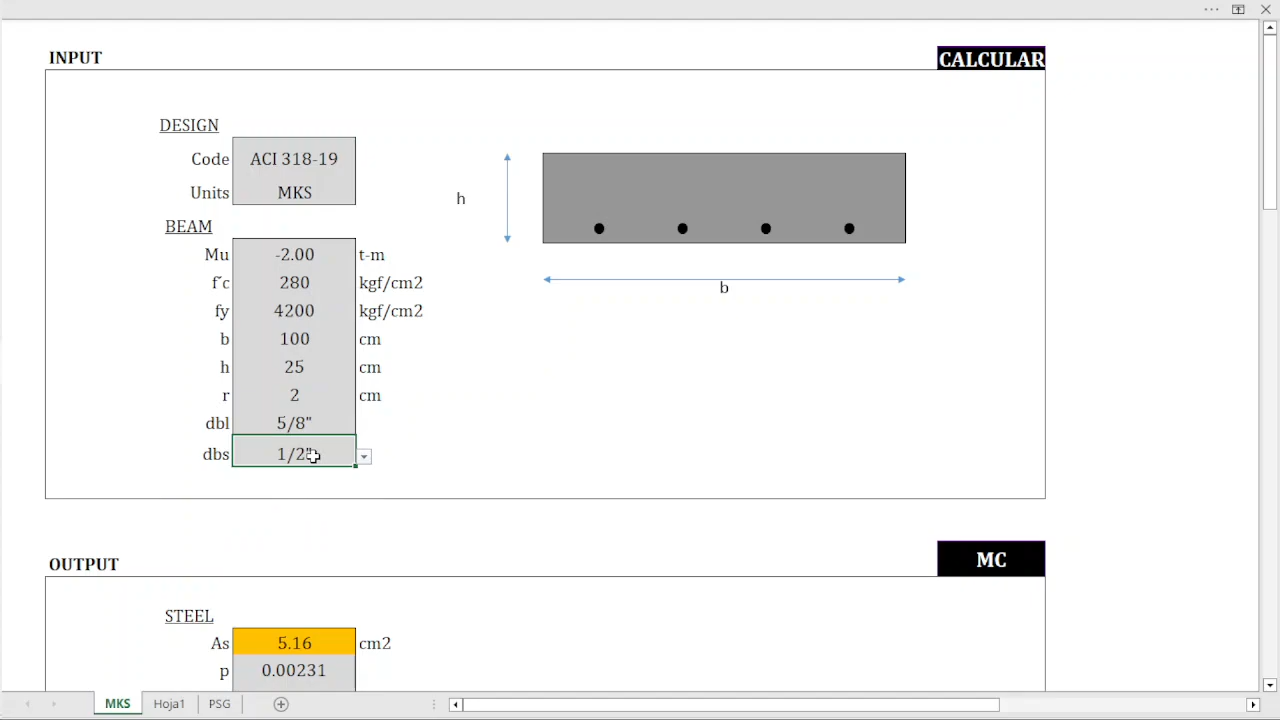 INPUT
CALCULAR
DESIGN
Code ACI 318-19
Units MKS
h
BEAM
Mu -2.00 t-m
f´c 280 kgf/cm2
b
fy 4200 kgf/cm2
b 100 cm
h 25 cm
r 2 cm
dbl 5/8"
dbs 1/2"
OUTPUT
MC
STEEL
As 5.16 cm2
p 0.00231
MKS Hoja1 PSG